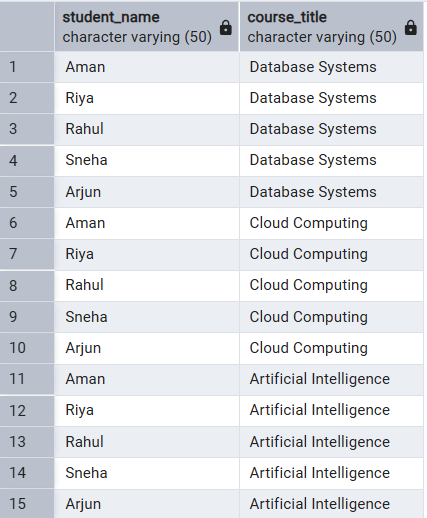 student_name course_title
character varying (50) character varying (50)
1 Aman Database Systems
2 Riya Database Systems
3 Rahul Database Systems
4 Sneha Database Systems
5 Arjun Database Systems
6 Aman Cloud Computing
7 Riya Cloud Computing
8 Rahul Cloud Computing
9 Sneha Cloud Computing
10 Arjun Cloud Computing
11 Aman Artificial Intelligence
12 Riya Artificial Intelligence
13 Rahul Artificial Intelligence
14 Sneha Artificial Intelligence
15 Arjun Artificial Intelligence